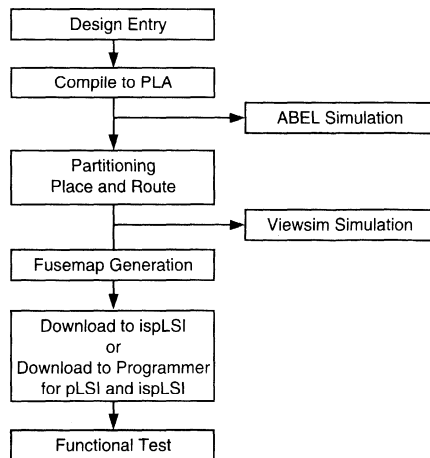 Design Entry
Compile to PLA
ABEL Simulation
Partitioning
Place and Route
Viewsim Simulation
Fusemap Generation
Download to ispLSI
or
Download to Programmer
for pLSI and ispLSI
Functional Test